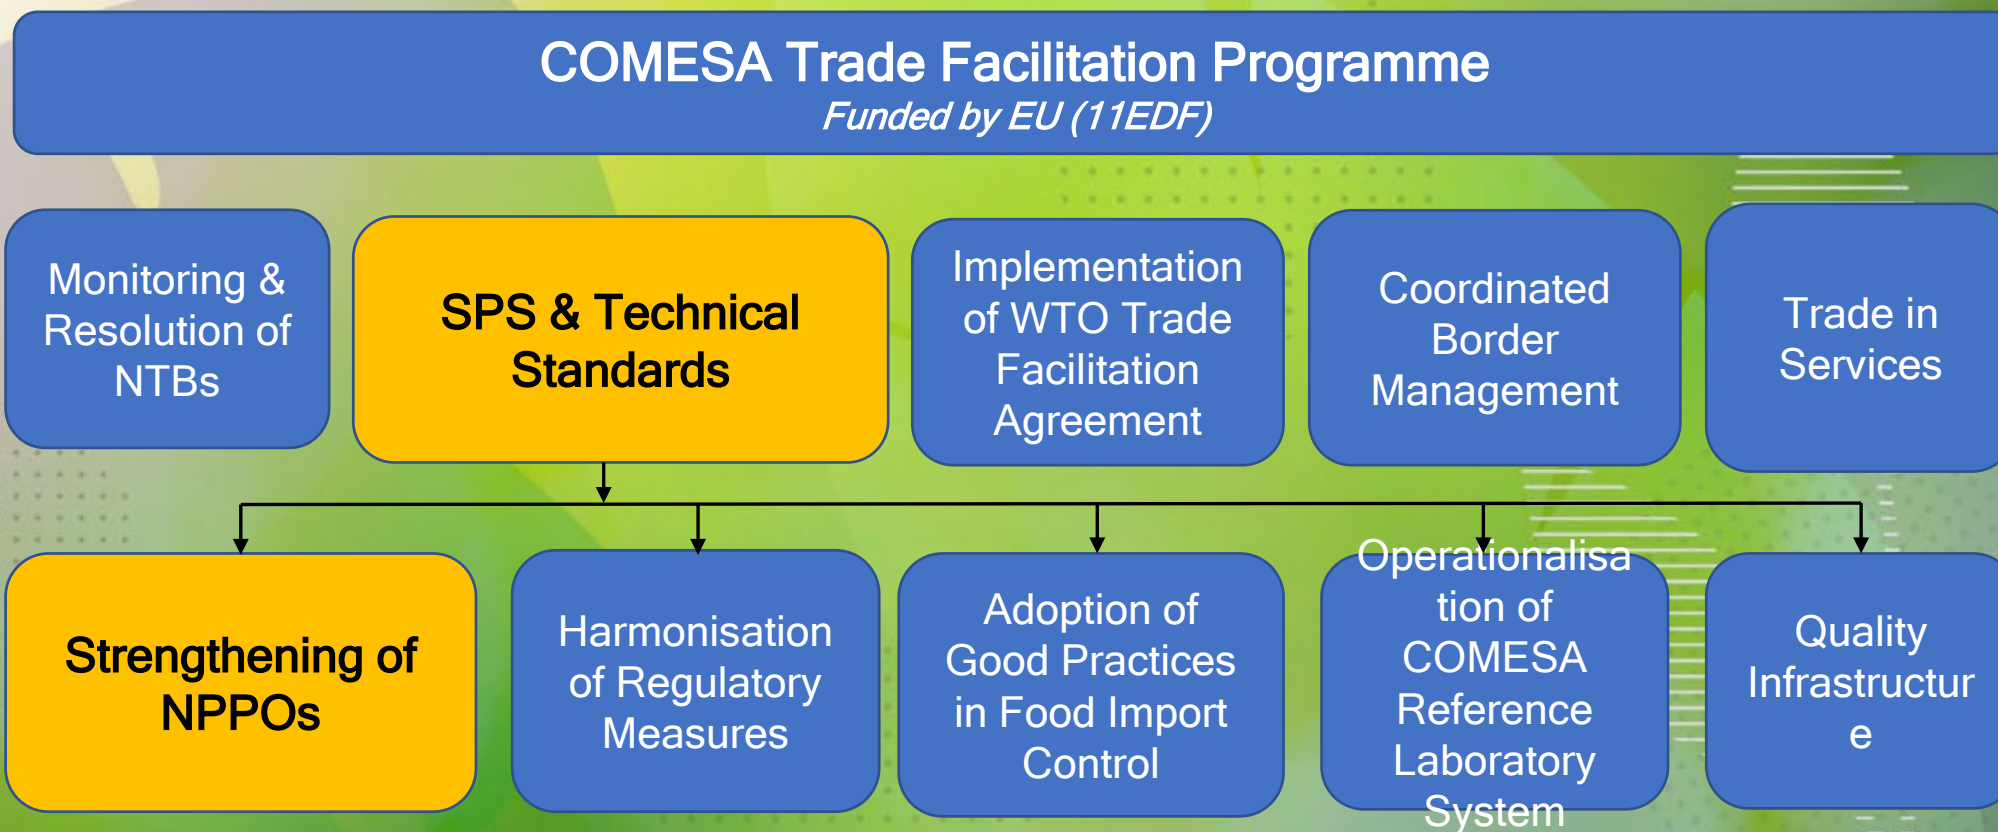 COMESA Trade Facilitation Programme
Funded by EU (11EDF)
Monitoring &
Resolution of
NTBs
SPS & Technical
Standards
Implementation
of WTO Trade
Facilitation
Agreement
Coordinated
Border
Management
Trade in
Services
Strengthening of
NPPOs
Harmonisation
of Regulatory
Measures
Adoption of
Good Practices
in Food Import
Control
Operationalisa
tion of
COMESA
Reference
Laboratory
System
Quality
Infrastructur
e